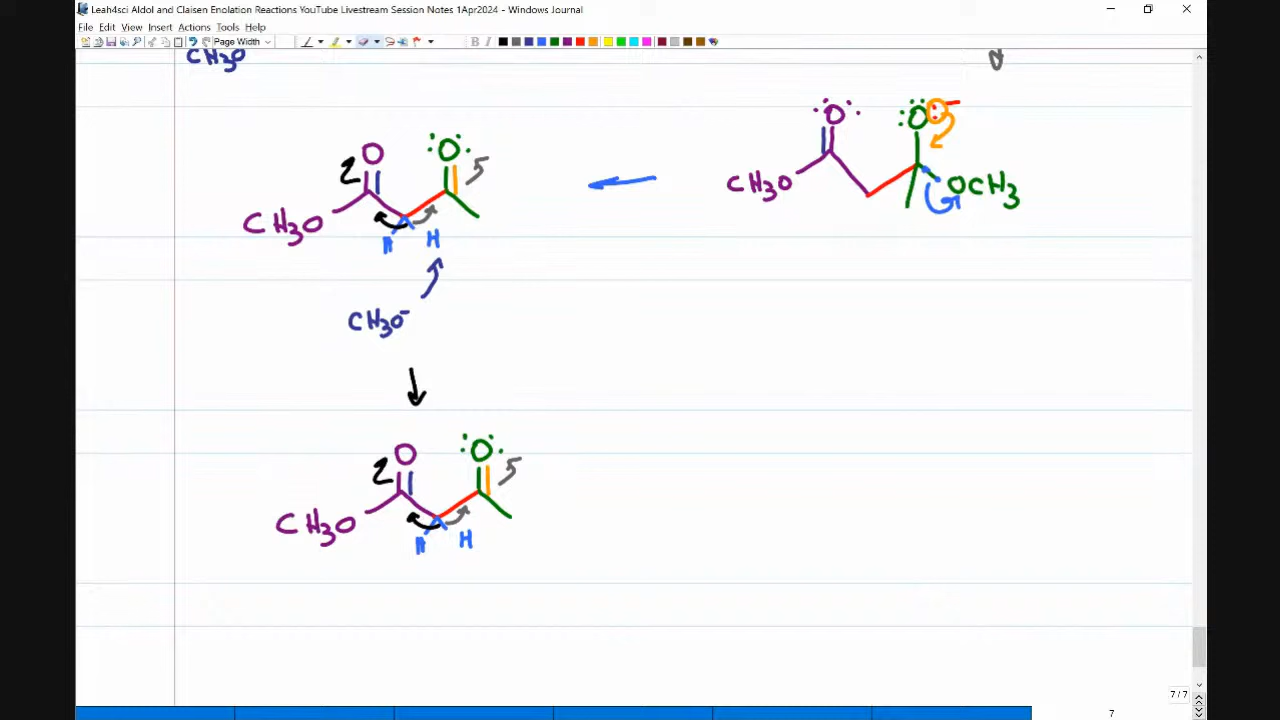 Leah4sci Aldol and Claisen Enolation Reactions YouTube Livestream Session Notes 1Apr2024 - Windows Journal
File Edit View Insert Actions Tools Help
Page Width
B I
CH3O
O O 2 5
CH3O
H H
CH3O-
O O
CH3O OCH3
O O 2 5
CH3O
H H
7/7
7